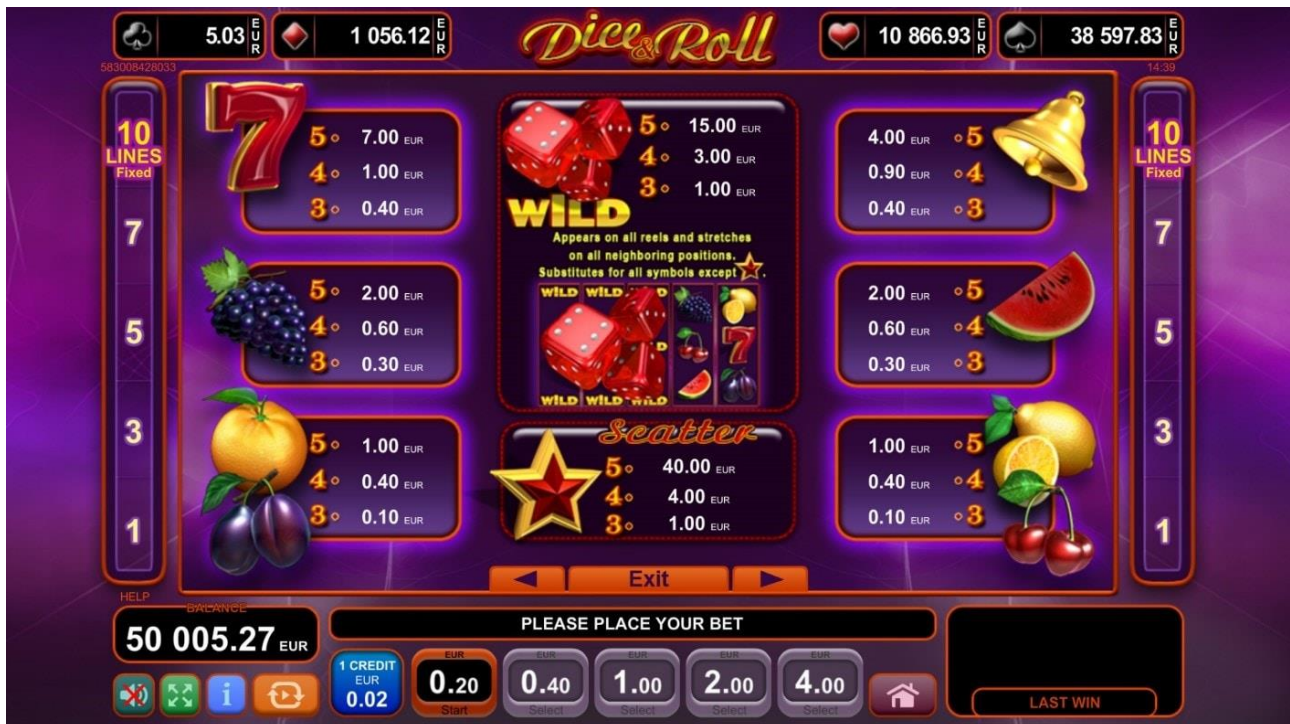 5.03 EUR
1 056.12 EUR
Dice & Roll
10 866.93 EUR
38 597.83 EUR
583008428033
14:39
10
LINES
Fixed
7
5
3
1
5 7.00 EUR
4 1.00 EUR
3 0.40 EUR
5 2.00 EUR
4 0.60 EUR
3 0.30 EUR
5 1.00 EUR
4 0.40 EUR
3 0.10 EUR
5 15.00 EUR
4 3.00 EUR
3 1.00 EUR
WILD
Appears on all reels and stretches
on all neighboring positions.
Substitutes for all symbols except .
WILD WILD WILD
WILD WILD WILD
Scatter
5 40.00 EUR
4 4.00 EUR
3 1.00 EUR
4.00 EUR 5
0.90 EUR 4
0.40 EUR 3
2.00 EUR 5
0.60 EUR 4
0.30 EUR 3
1.00 EUR 5
0.40 EUR 4
0.10 EUR 3
10
LINES
Fixed
7
5
3
1
Exit
HELP
BALANCE
50 005.27 EUR
PLEASE PLACE YOUR BET
1 CREDIT
EUR
0.02
EUR
0.20
Start
EUR
0.40
Select
EUR
1.00
Select
EUR
2.00
Select
EUR
4.00
Select
LAST WIN